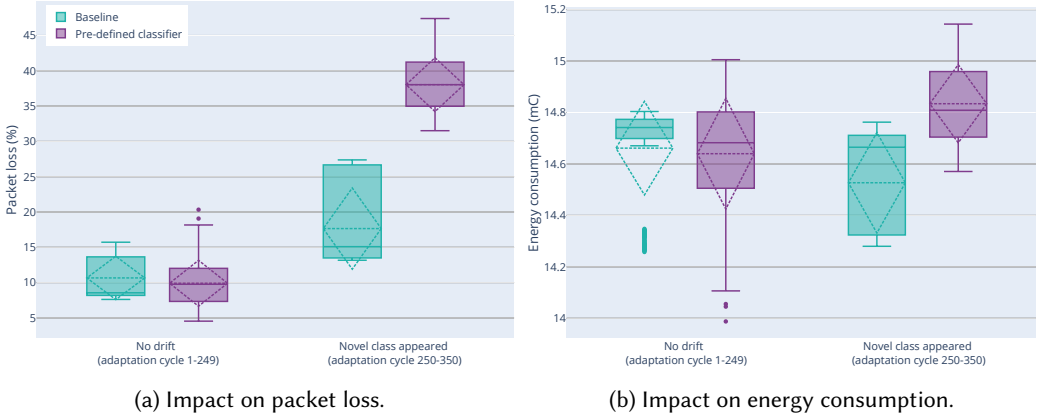 Baseline
Pre-defined classifier
Packet loss (%)
45
40
35
30
25
20
15
10
5
No drift
(adaptation cycle 1-249)
Novel class appeared
(adaptation cycle 250-350)
(a) Impact on packet loss.
Energy consumption (mC)
15.2
15
14.8
14.6
14.4
14.2
14
No drift
(adaptation cycle 1-249)
Novel class appeared
(adaptation cycle 250-350)
(b) Impact on energy consumption.